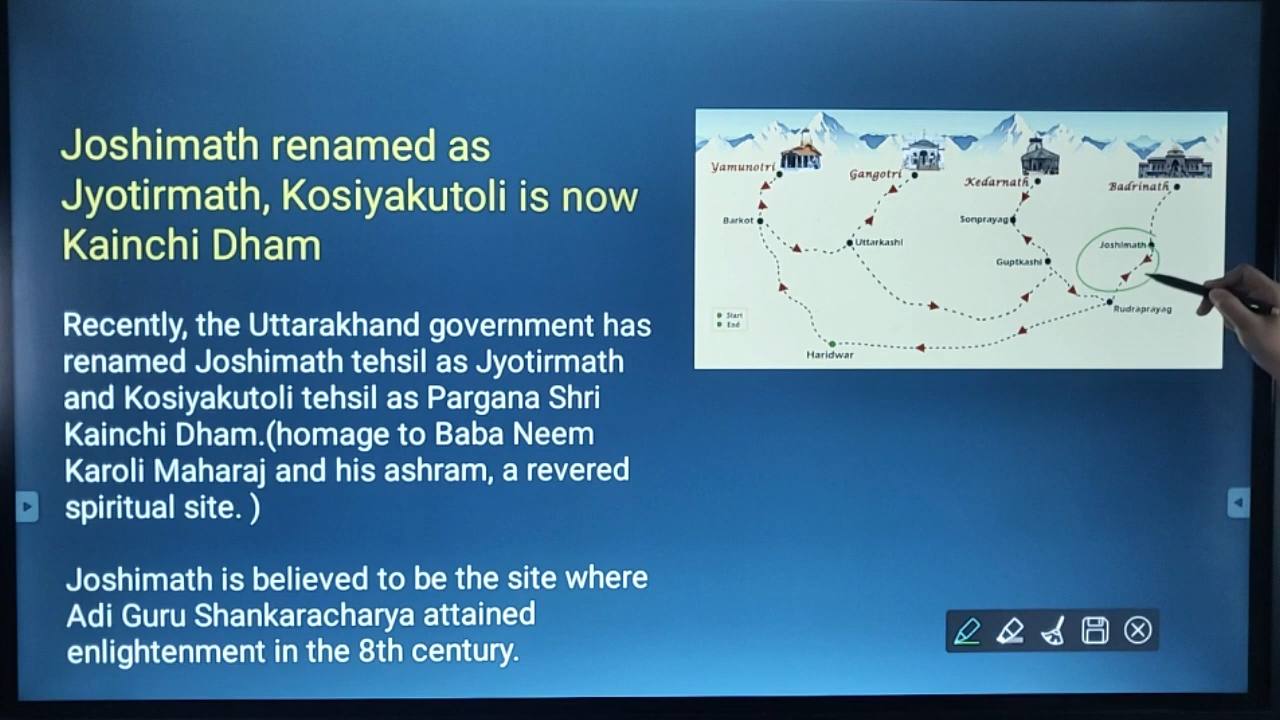 Joshimath renamed as
Jyotirmath, Kosiyakutoli is now
Kainchi Dham
Recently, the Uttarakhand government has
renamed Joshimath tehsil as Jyotirmath
and Kosiyakutoli tehsil as Pargana Shri
Kainchi Dham.(homage to Baba Neem
Karoli Maharaj and his ashram, a revered
spiritual site. )
Joshimath is believed to be the site where
Adi Guru Shankaracharya attained
enlightenment in the 8th century.
Yamunotri
Gangotri
Kedarnath
Badrinath
Barkot
Uttarkashi
Sonprayag
Guptkashi
Joshimath
Rudraprayag
Start
End
Haridwar